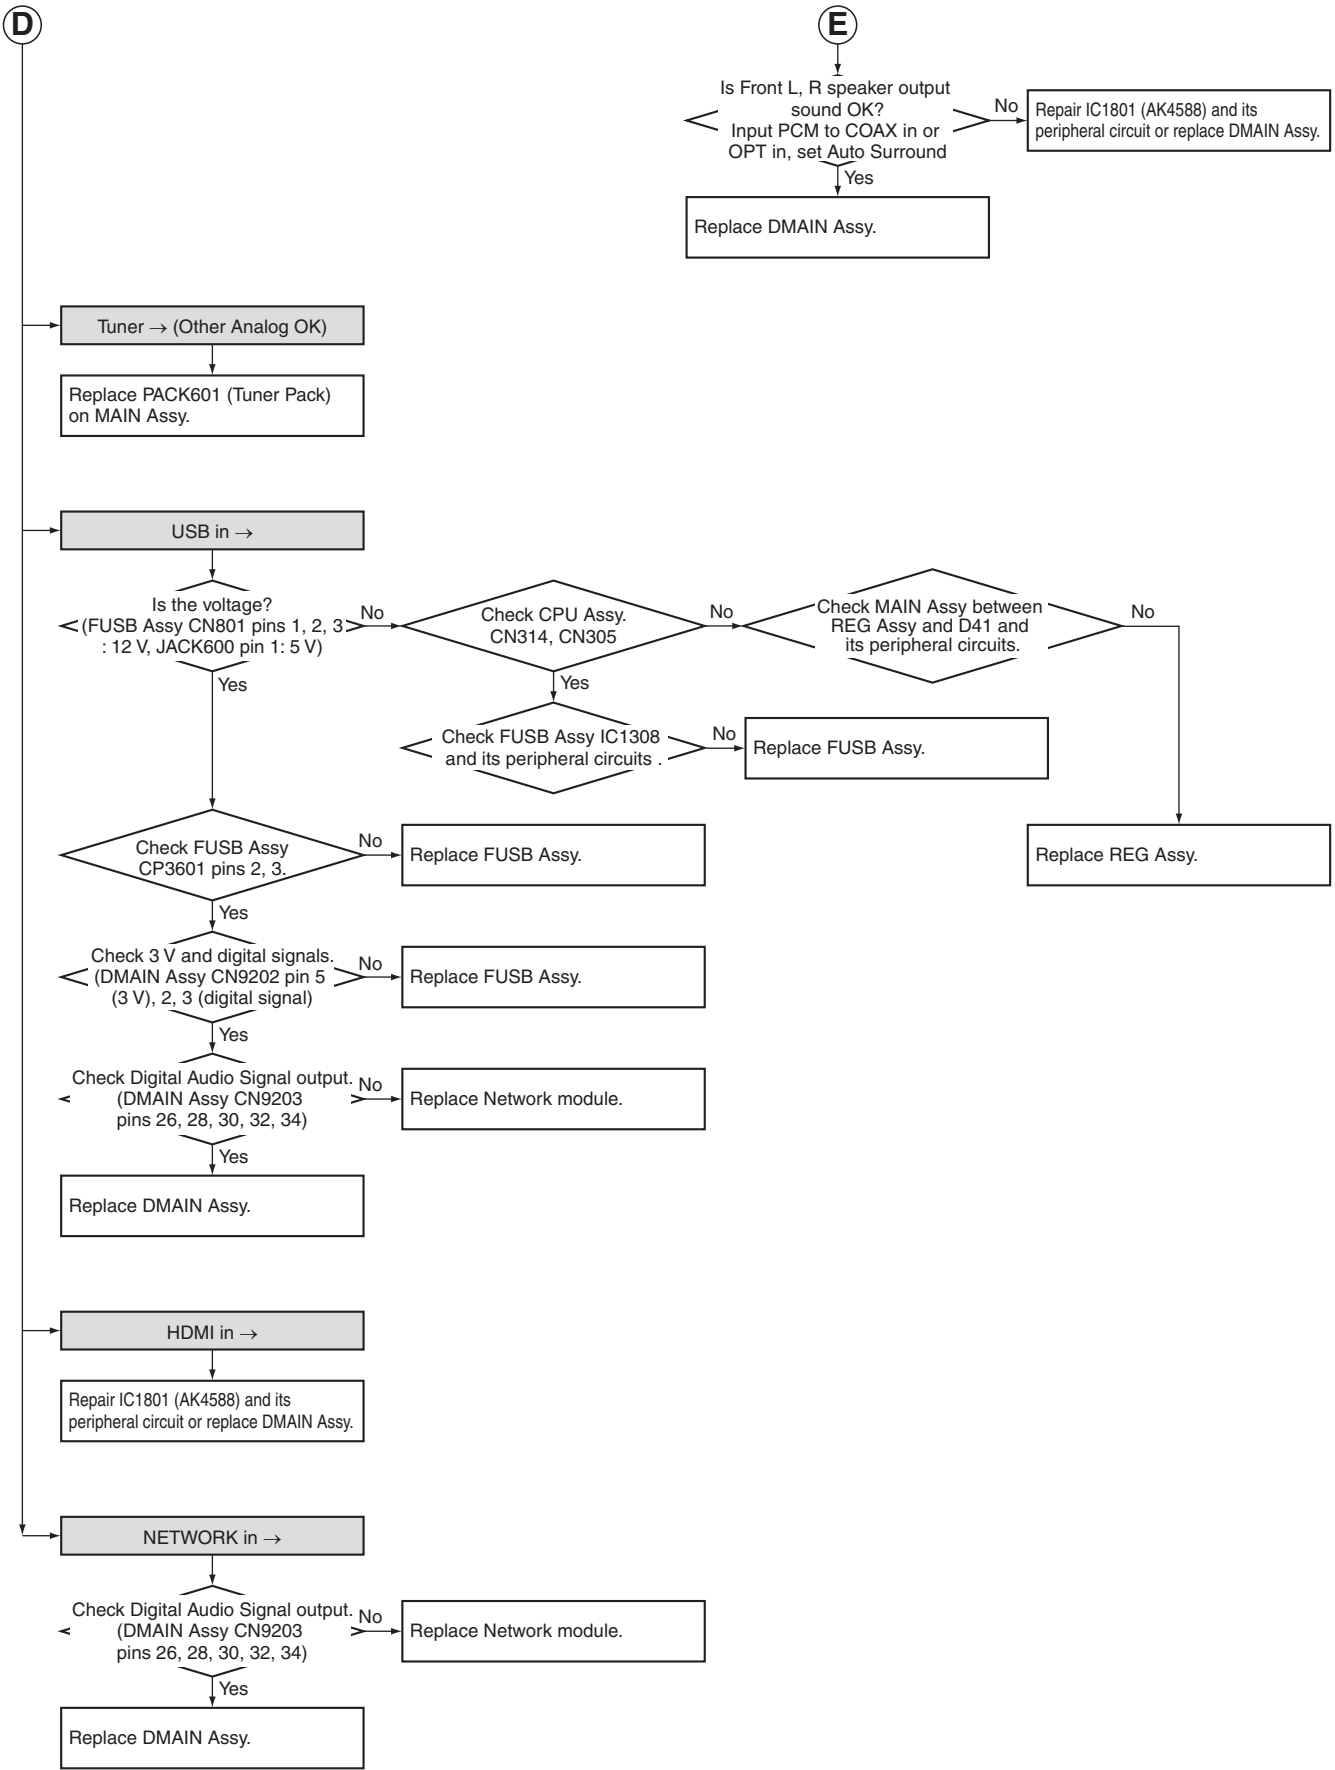 D
E
Is Front L, R speaker output
sound OK?
Input PCM to COAX in or
OPT in, set Auto Surround
No
Repair IC1801 (AK4588) and its
peripheral circuit or replace DMAIN Assy.
Yes
Replace DMAIN Assy.
Tuner → (Other Analog OK)
Replace PACK601 (Tuner Pack)
on MAIN Assy.
USB in →
Is the voltage?
(FUSB Assy CN801 pins 1, 2, 3
: 12 V, JACK600 pin 1: 5 V)
No
Check CPU Assy.
CN314, CN305
No
Check MAIN Assy between
REG Assy and D41 and
its peripheral circuits.
No
Yes
Yes
Check FUSB Assy IC1308
and its peripheral circuits .
No
Replace FUSB Assy.
Check FUSB Assy
CP3601 pins 2, 3.
No
Replace FUSB Assy.
Replace REG Assy.
Yes
Check 3 V and digital signals.
(DMAIN Assy CN9202 pin 5
(3 V), 2, 3 (digital signal)
No
Replace FUSB Assy.
Yes
Check Digital Audio Signal output.
(DMAIN Assy CN9203
pins 26, 28, 30, 32, 34)
No
Replace Network module.
Yes
Replace DMAIN Assy.
HDMI in →
Repair IC1801 (AK4588) and its
peripheral circuit or replace DMAIN Assy.
NETWORK in →
Check Digital Audio Signal output.
(DMAIN Assy CN9203
pins 26, 28, 30, 32, 34)
No
Replace Network module.
Yes
Replace DMAIN Assy.